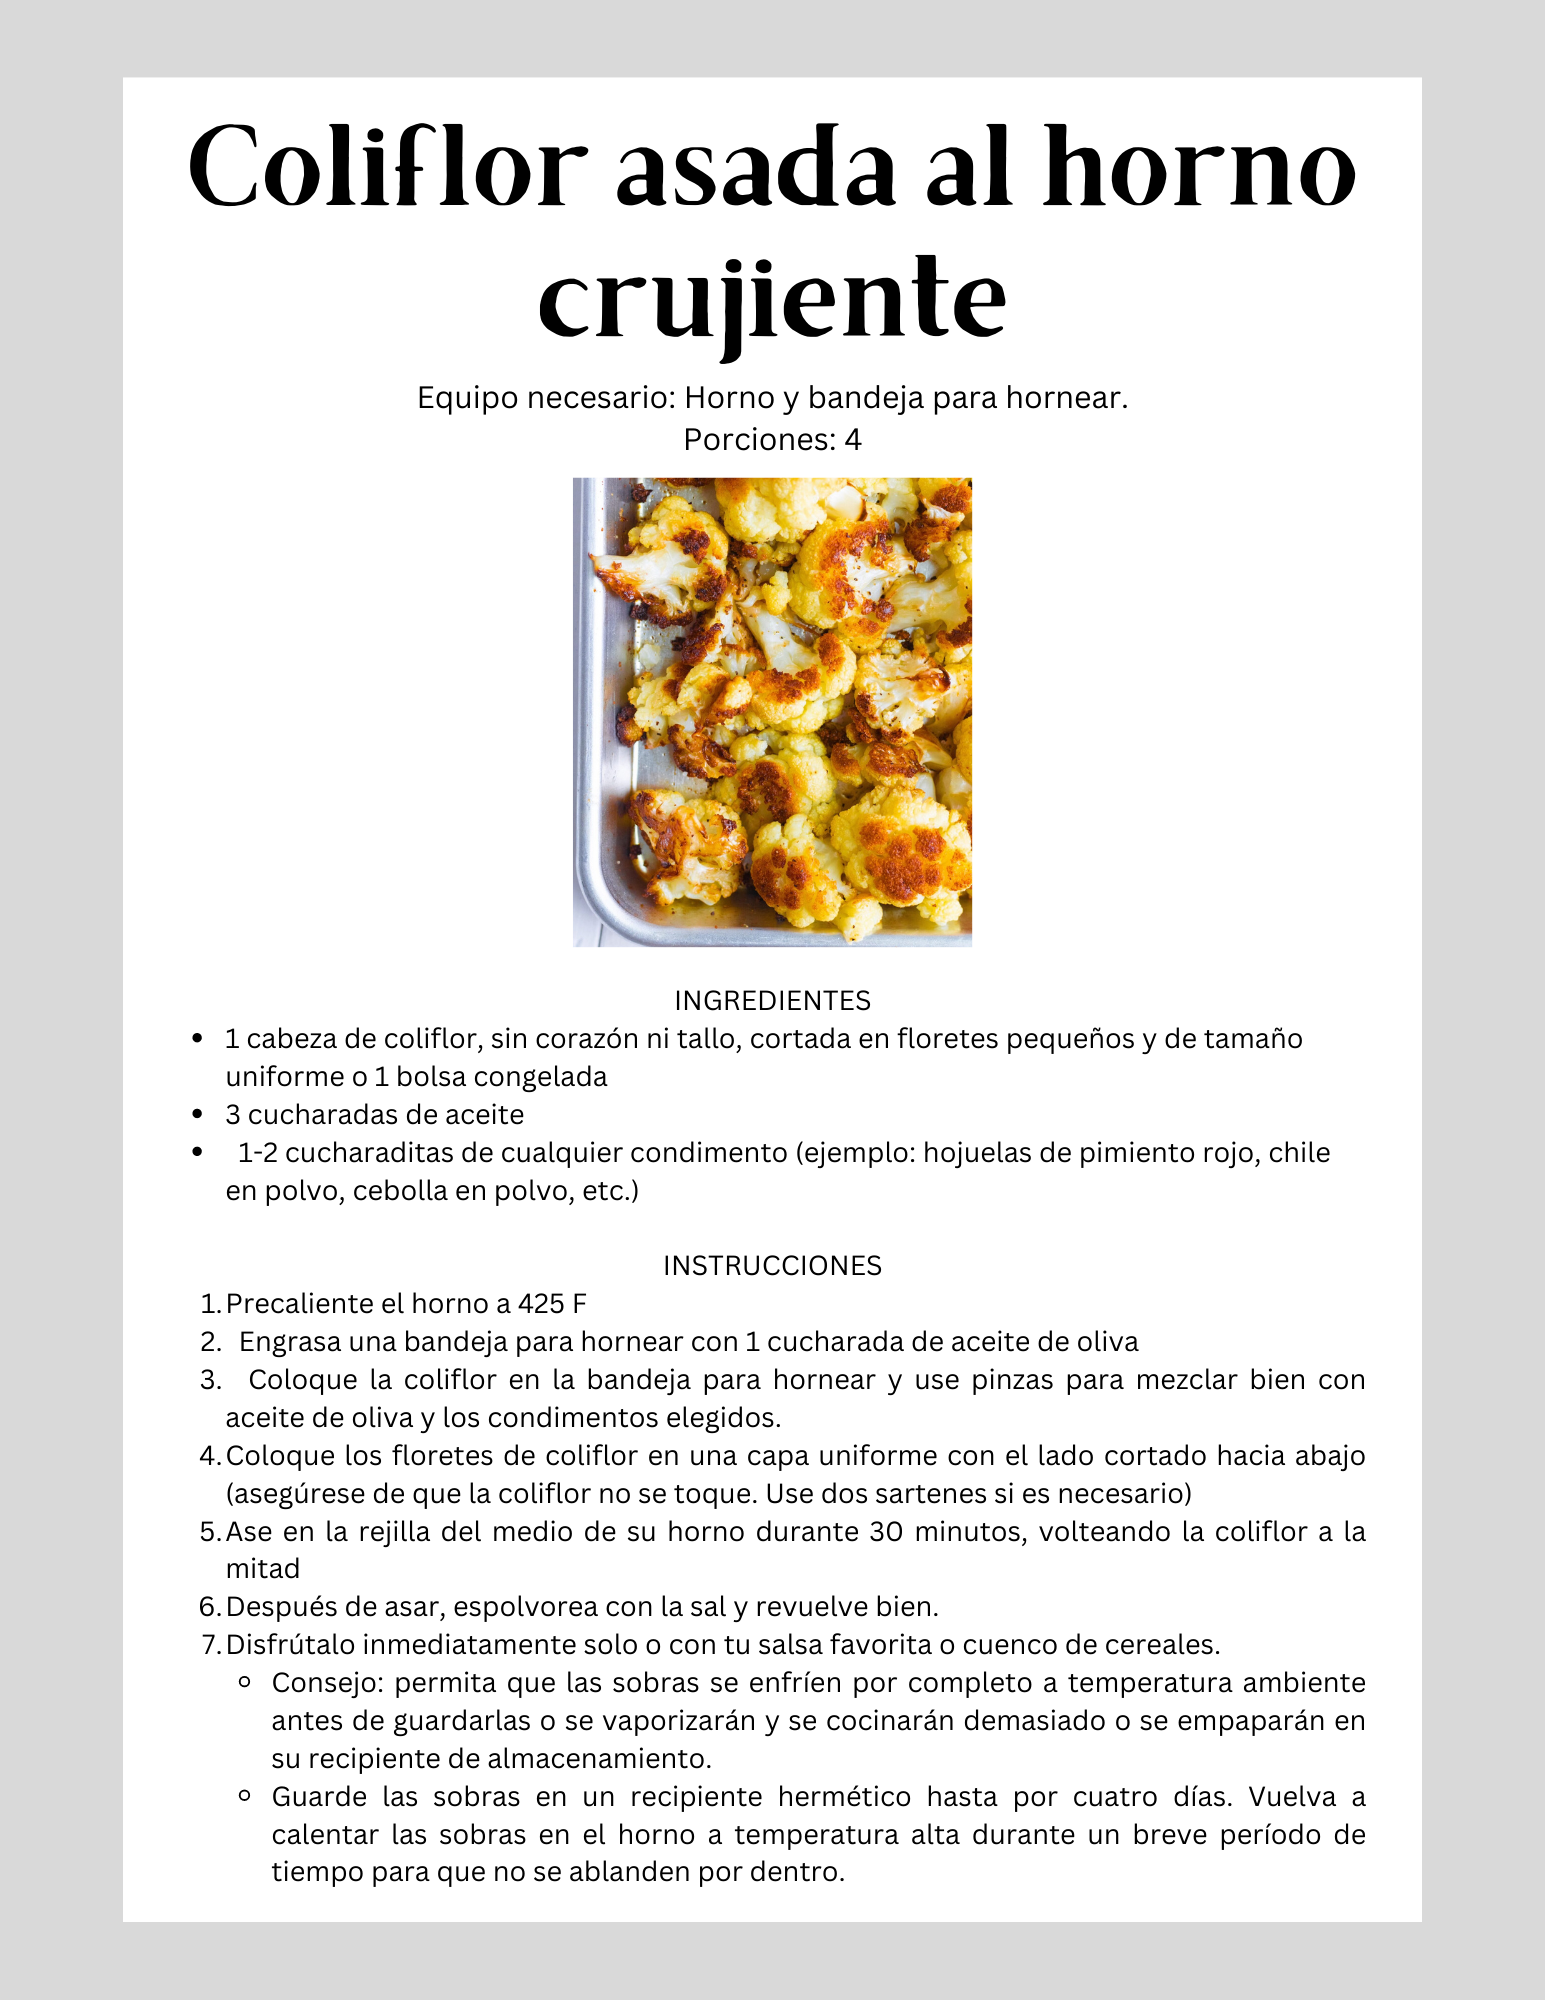 Coliflor asada al horno
crujiente
Equipo necesario: Horno y bandeja para hornear.
Porciones: 4
INGREDIENTES
• 1 cabeza de coliflor, sin corazón ni tallo, cortada en floretes pequeños y de tamaño
uniforme o 1 bolsa congelada
• 3 cucharadas de aceite
• 1-2 cucharaditas de cualquier condimento (ejemplo: hojuelas de pimiento rojo, chile
en polvo, cebolla en polvo, etc.)
INSTRUCCIONES
1. Precaliente el horno a 425 F
2. Engrasa una bandeja para hornear con 1 cucharada de aceite de oliva
3. Coloque la coliflor en la bandeja para hornear y use pinzas para mezclar bien con
aceite de oliva y los condimentos elegidos.
4. Coloque los floretes de coliflor en una capa uniforme con el lado cortado hacia abajo
(asegúrese de que la coliflor no se toque. Use dos sartenes si es necesario)
5. Ase en la rejilla del medio de su horno durante 30 minutos, volteando la coliflor a la
mitad
6. Después de asar, espolvorea con la sal y revuelve bien.
7. Disfrútalo inmediatamente solo o con tu salsa favorita o cuenco de cereales.
○ Consejo: permita que las sobras se enfríen por completo a temperatura ambiente
antes de guardarlas o se vaporizarán y se cocinarán demasiado o se empaparán en
su recipiente de almacenamiento.
○ Guarde las sobras en un recipiente hermético hasta por cuatro días. Vuelva a
calentar las sobras en el horno a temperatura alta durante un breve período de
tiempo para que no se ablanden por dentro.